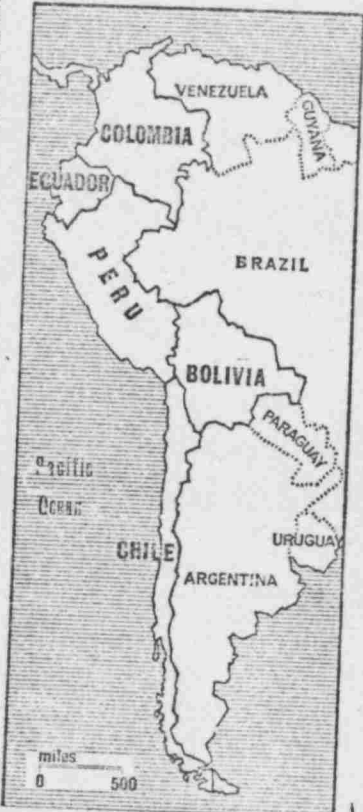 VENEZUELA
GUYANA
COLOMBIA
ECUADOR
PERU
BRAZIL
BOLIVIA
PARAGUAY
Pacific
Ocean
CHILE
URUGUAY
ARGENTINA
miles
0 500